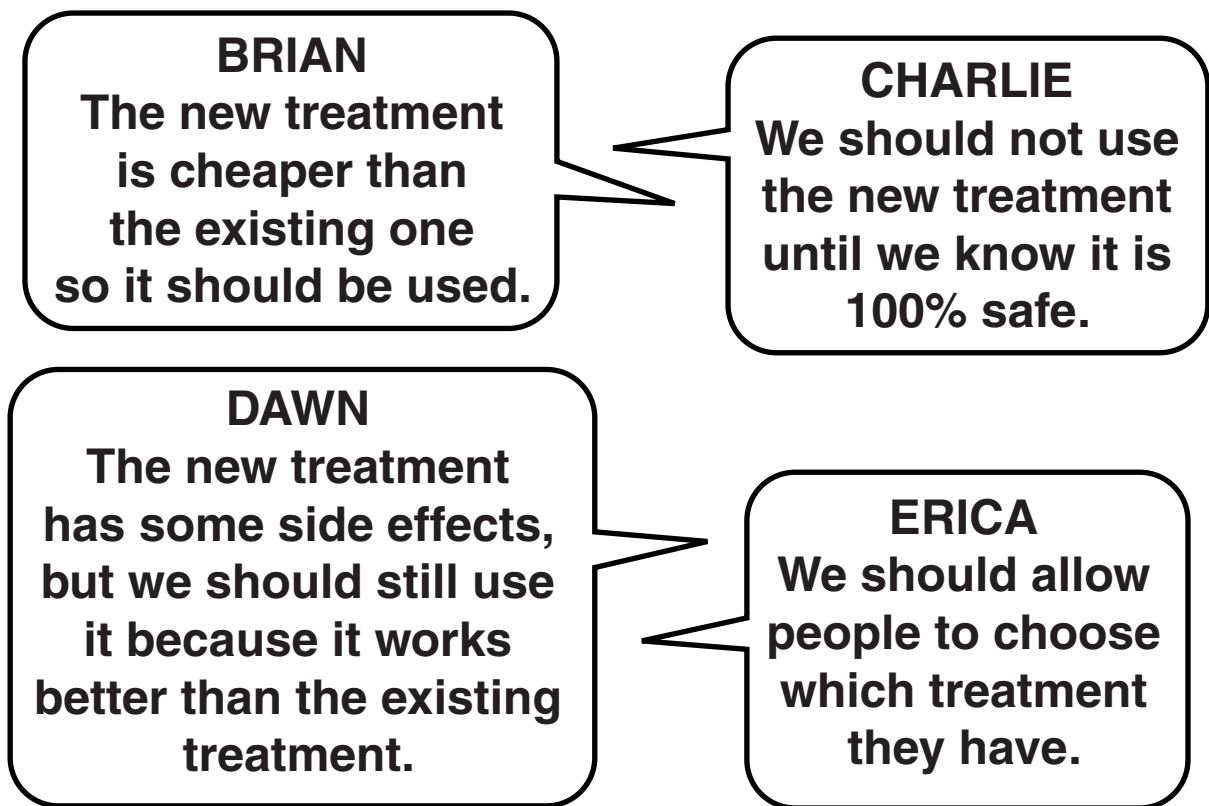 BRIAN
The new treatment
is cheaper than
the existing one
so it should be used.
CHARLIE
We should not use
the new treatment
until we know it is
100% safe.
DAWN
The new treatment
has some side effects,
but we should still use
it because it works
better than the existing
treatment.
ERICA
We should allow
people to choose
which treatment
they have.